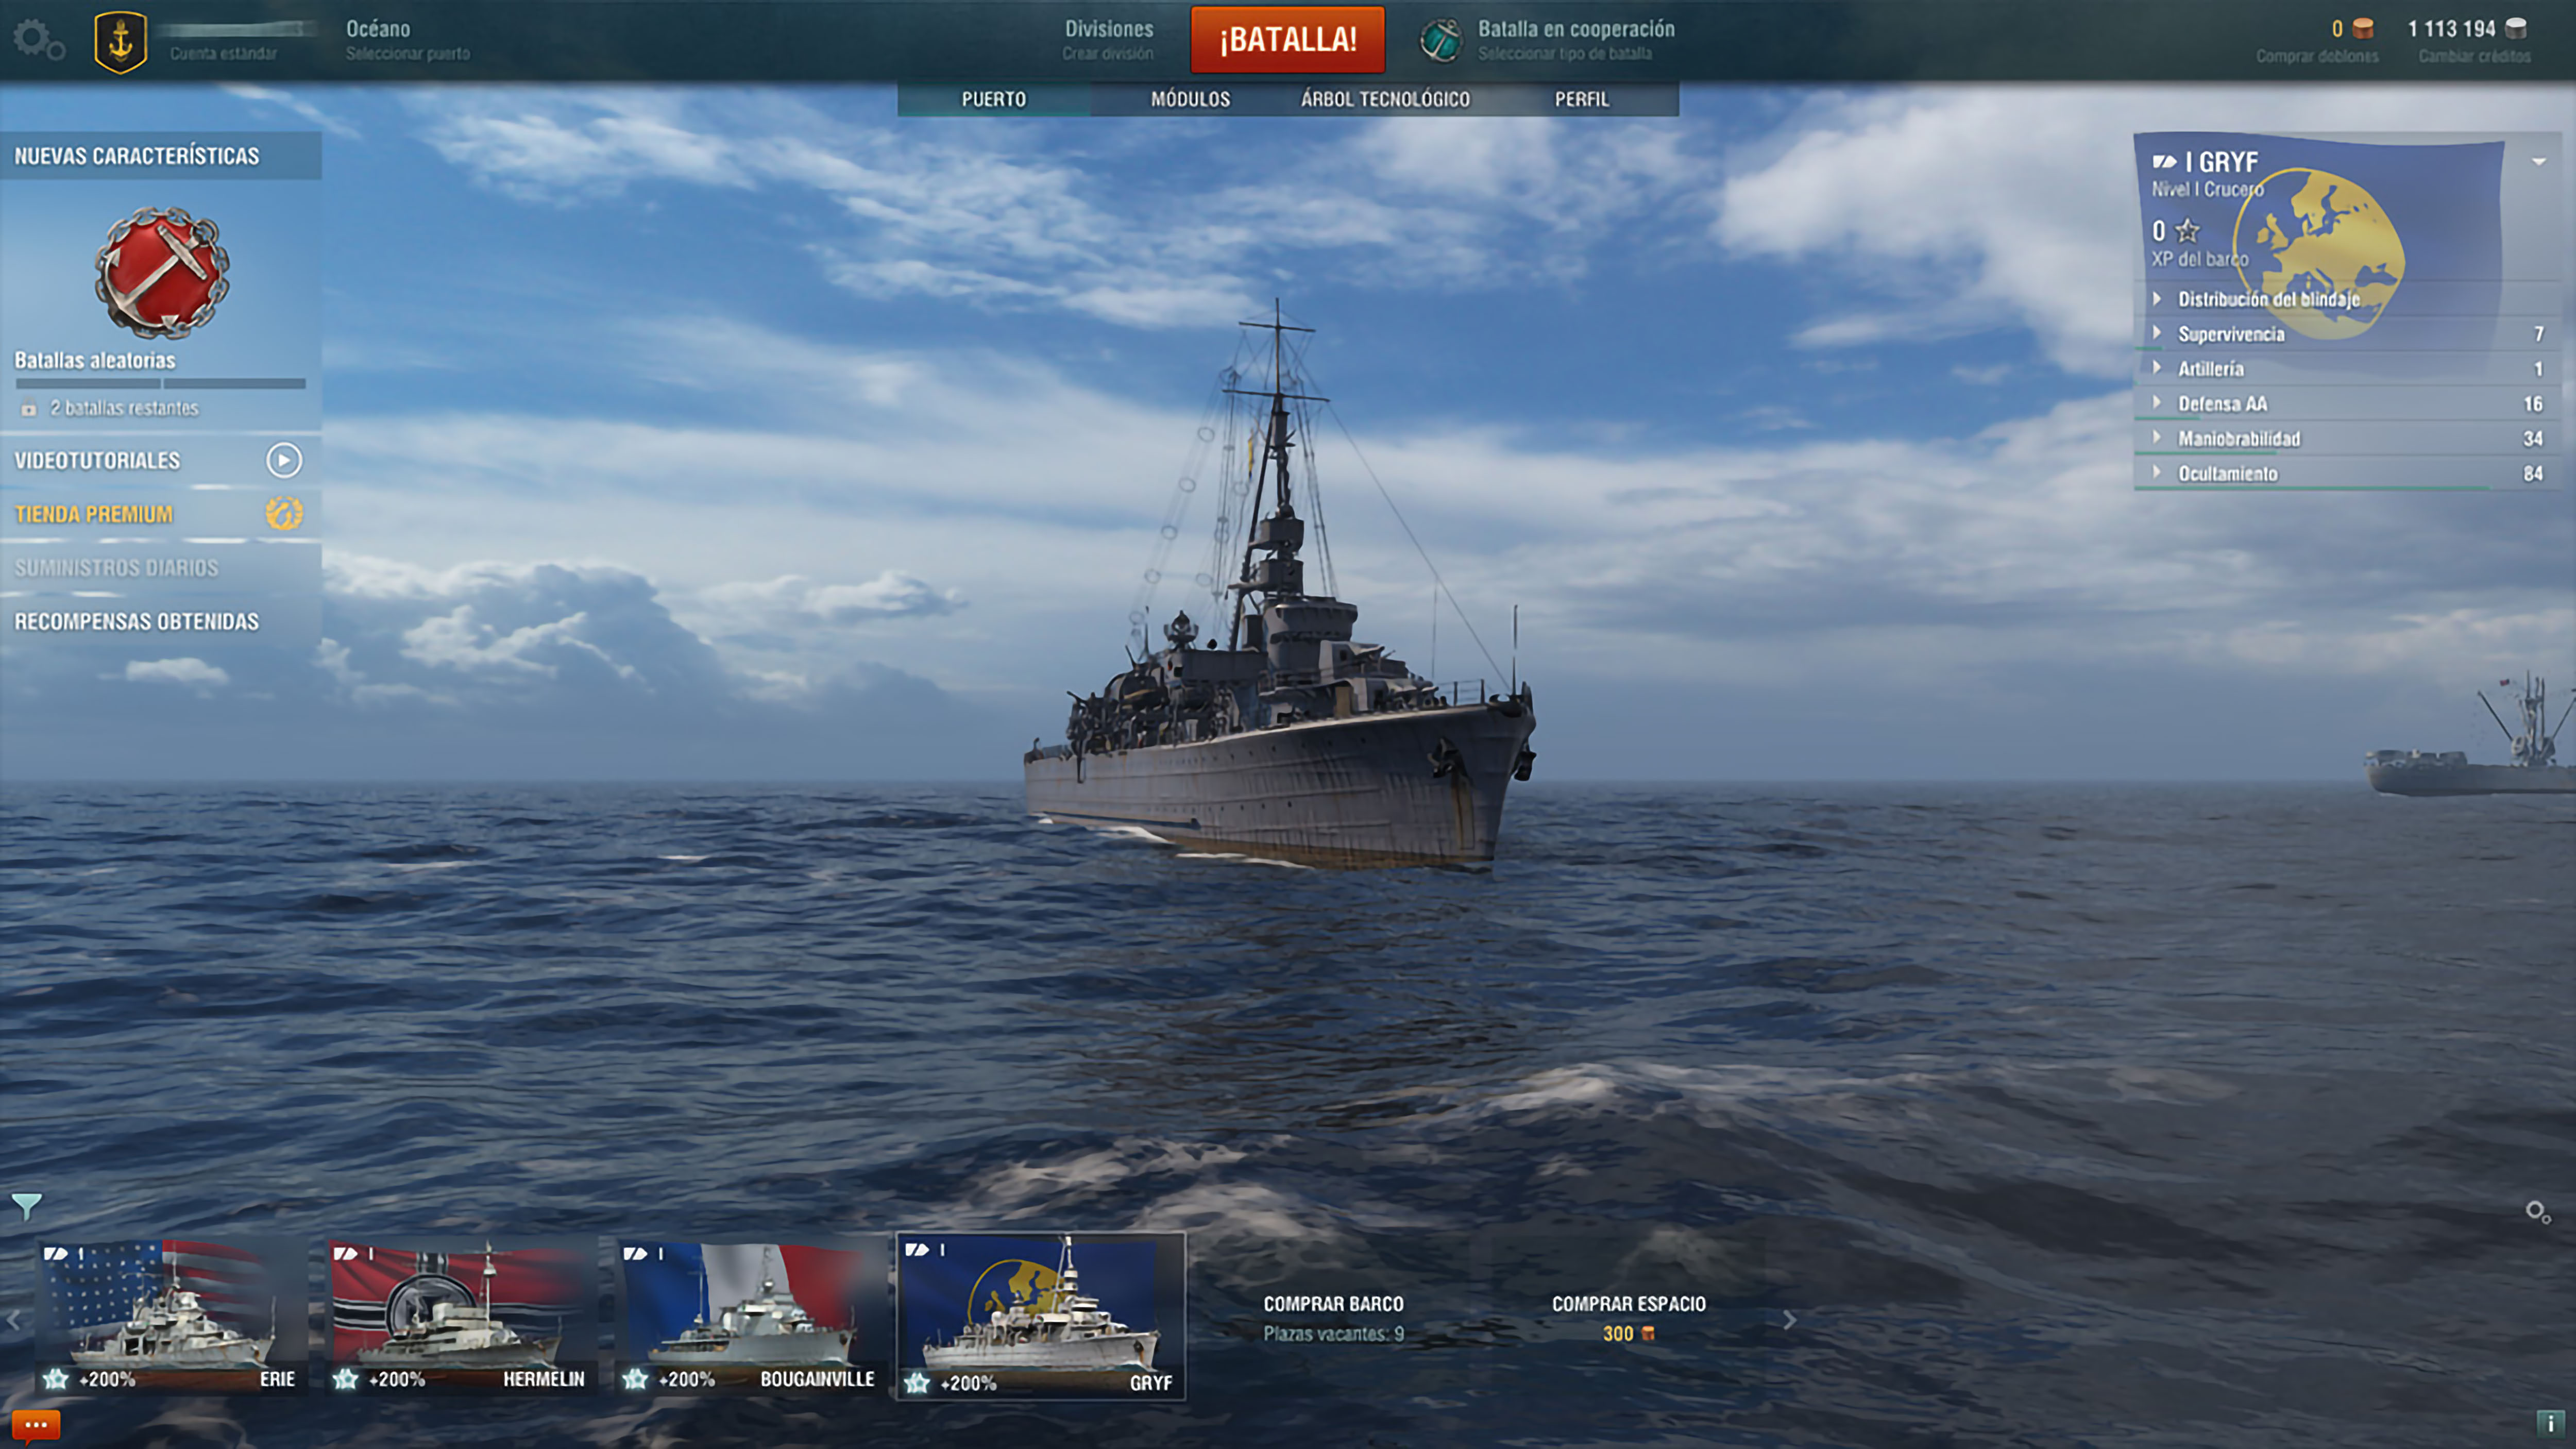 Cuenta estándar
Océano
Seleccionar puerto
Divisiones
Crear división
¡BATALLA!
Batalla en cooperación
Seleccionar tipo de batalla
0
Comprar doblones
1 113 194
Cambiar créditos
PUERTO
MÓDULOS
ÁRBOL TECNOLÓGICO
PERFIL
NUEVAS CARACTERÍSTICAS
Batallas aleatorias
2 batallas restantes
VIDEOTUTORIALES
TIENDA PREMIUM
SUMINISTROS DIARIOS
RECOMPENSAS OBTENIDAS
I GRYF
Nivel I Crucero
0
XP del barco
Distribución del blindaje
Supervivencia 7
Artillería 1
Defensa AA 16
Maniobrabilidad 34
Ocultamiento 84
I
+200% ERIE
I
+200% HERMELIN
I
+200% BOUGAINVILLE
I
+200% GRYF
COMPRAR BARCO
Plazas vacantes: 9
COMPRAR ESPACIO
300